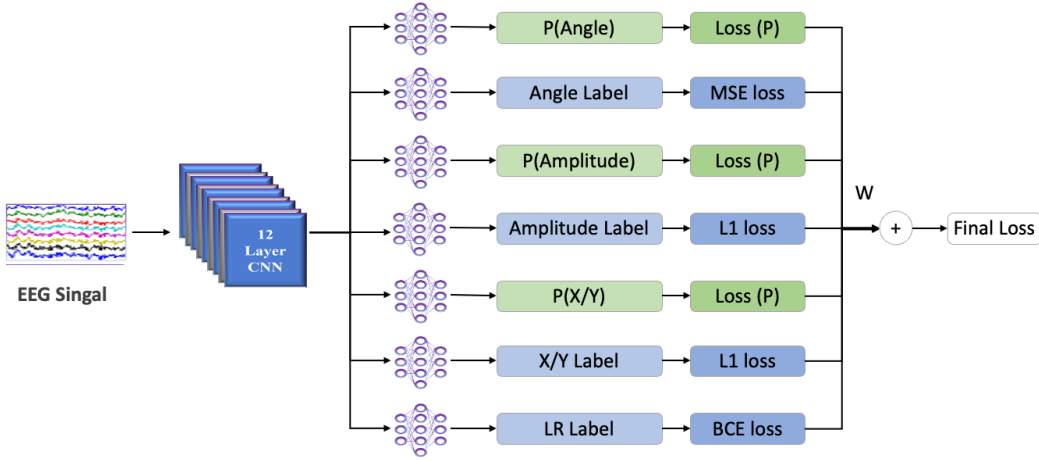 P(Angle)
Loss (P)
Angle Label
MSE loss
P(Amplitude)
Loss (P)
W
12
Layer
CNN
Amplitude Label
L1 loss
+
Final Loss
EEG Singal
P(X/Y)
Loss (P)
X/Y Label
L1 loss
LR Label
BCE loss